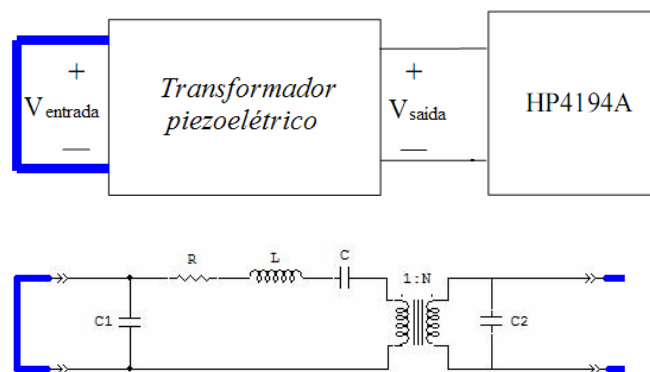 +
V entrada
—
Transformador
piezoelétrico
+
V saída
—
HP4194A
R
L
C
1:N
C1
C2